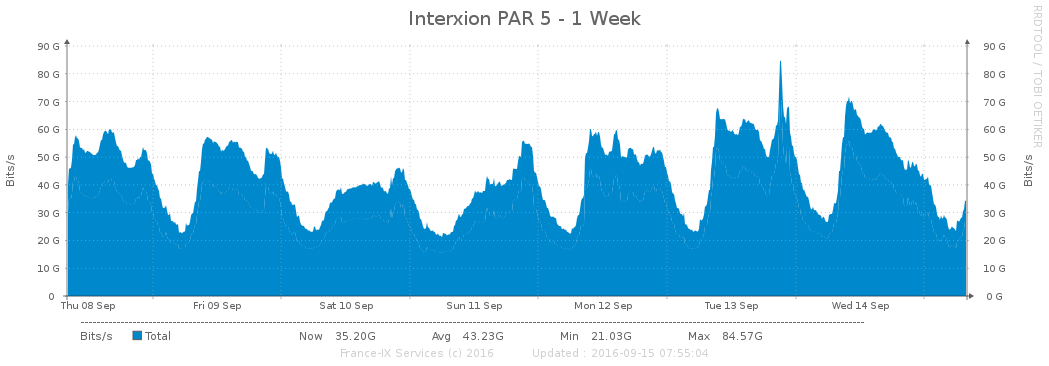 Interxion PAR 5 - 1 Week
RRDTOOL / TOBI OETIKER
Bits/s
90 G 90 G
80 G 80 G
70 G 70 G
60 G 60 G
50 G 50 G
40 G 40 G
30 G 30 G
20 G 20 G
10 G 10 G
0 0 G
Bits/s
Thu 08 Sep Fri 09 Sep Sat 10 Sep Sun 11 Sep Mon 12 Sep Tue 13 Sep Wed 14 Sep
Bits/s Total Now 35.20G Avg 43.23G Min 21.03G Max 84.57G
France-IX Services (c) 2016 Updated : 2016-09-15 07:55:04